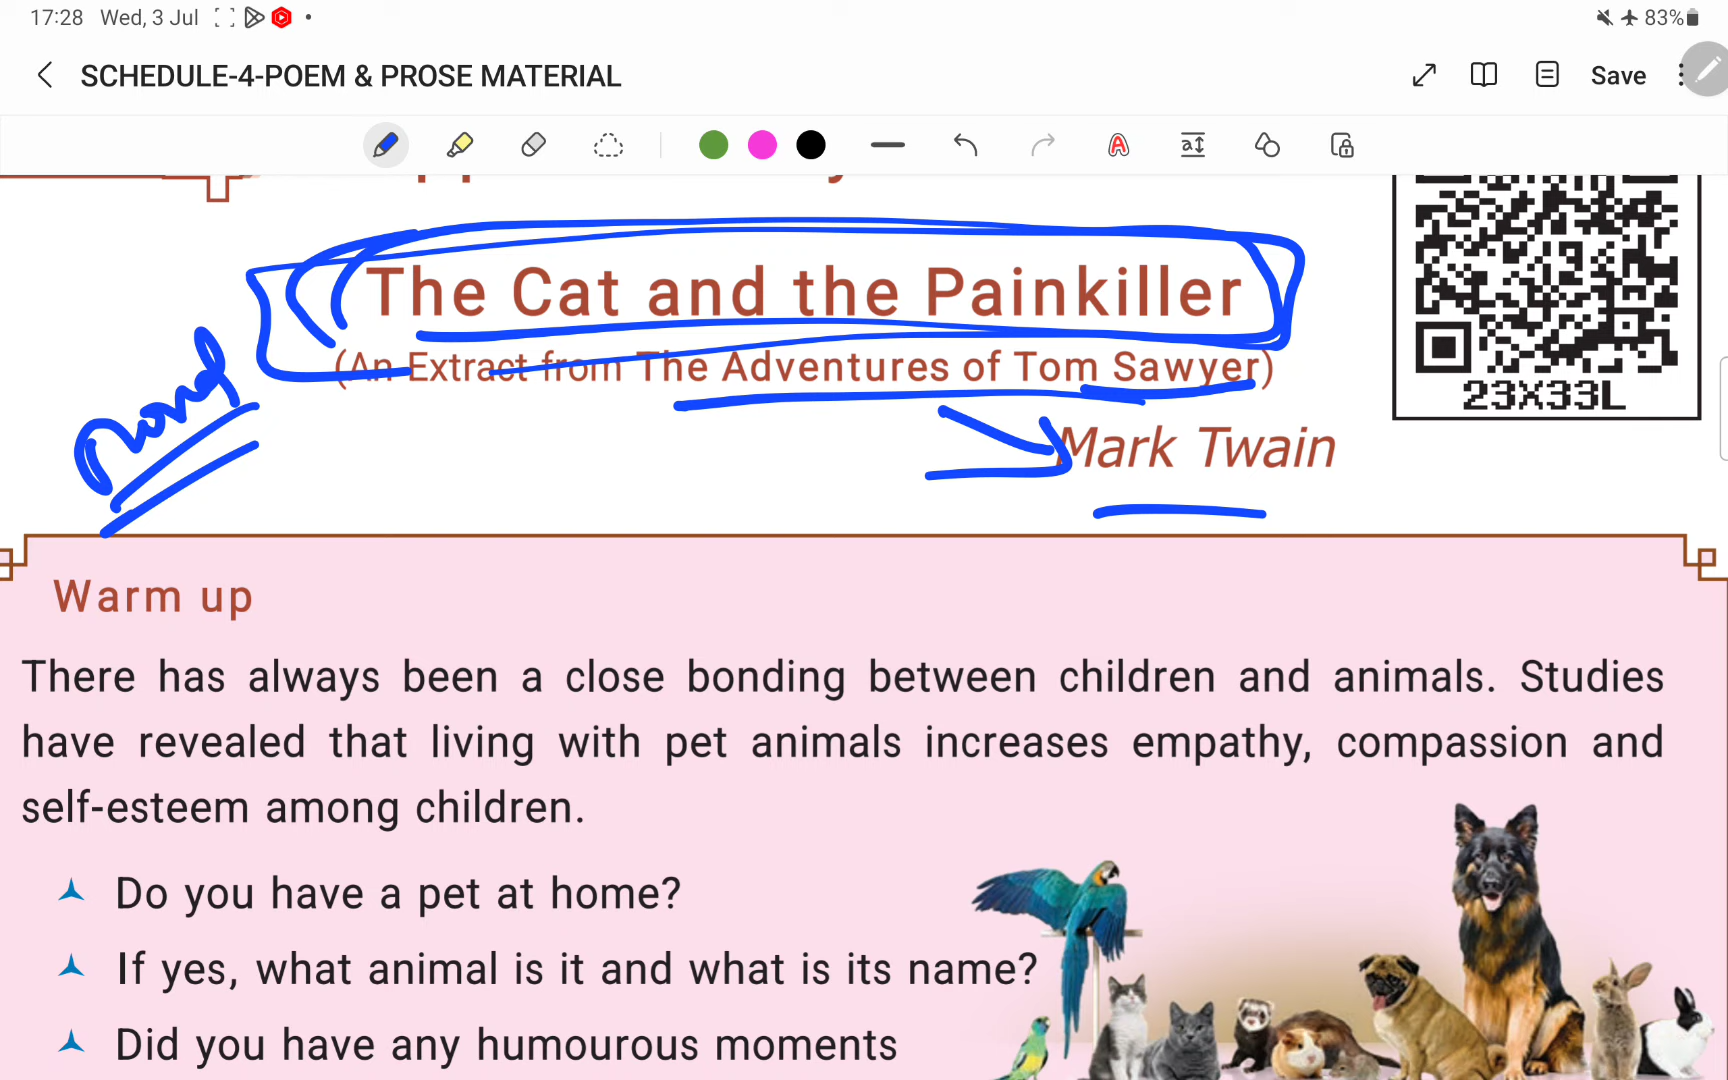 17:28 Wed, 3 Jul 83%
SCHEDULE-4-POEM & PROSE MATERIAL Save
The Cat and the Painkiller
(An Extract from The Adventures of Tom Sawyer)
23X33L
Mark Twain
Warm up
There has always been a close bonding between children and animals. Studies
have revealed that living with pet animals increases empathy, compassion and
self-esteem among children.
Do you have a pet at home?
If yes, what animal is it and what is its name?
Did you have any humourous moments